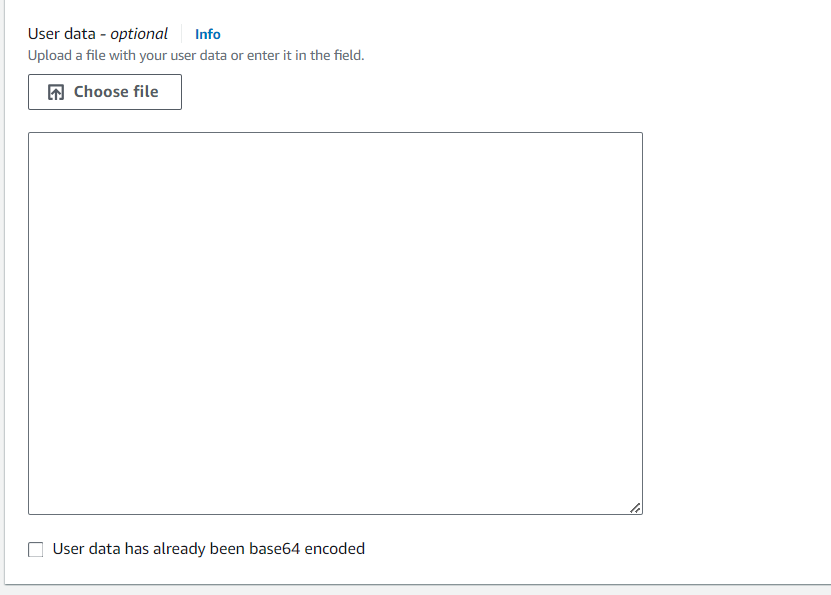 User data - optional Info
Upload a file with your user data or enter it in the field.
Choose file
User data has already been base64 encoded